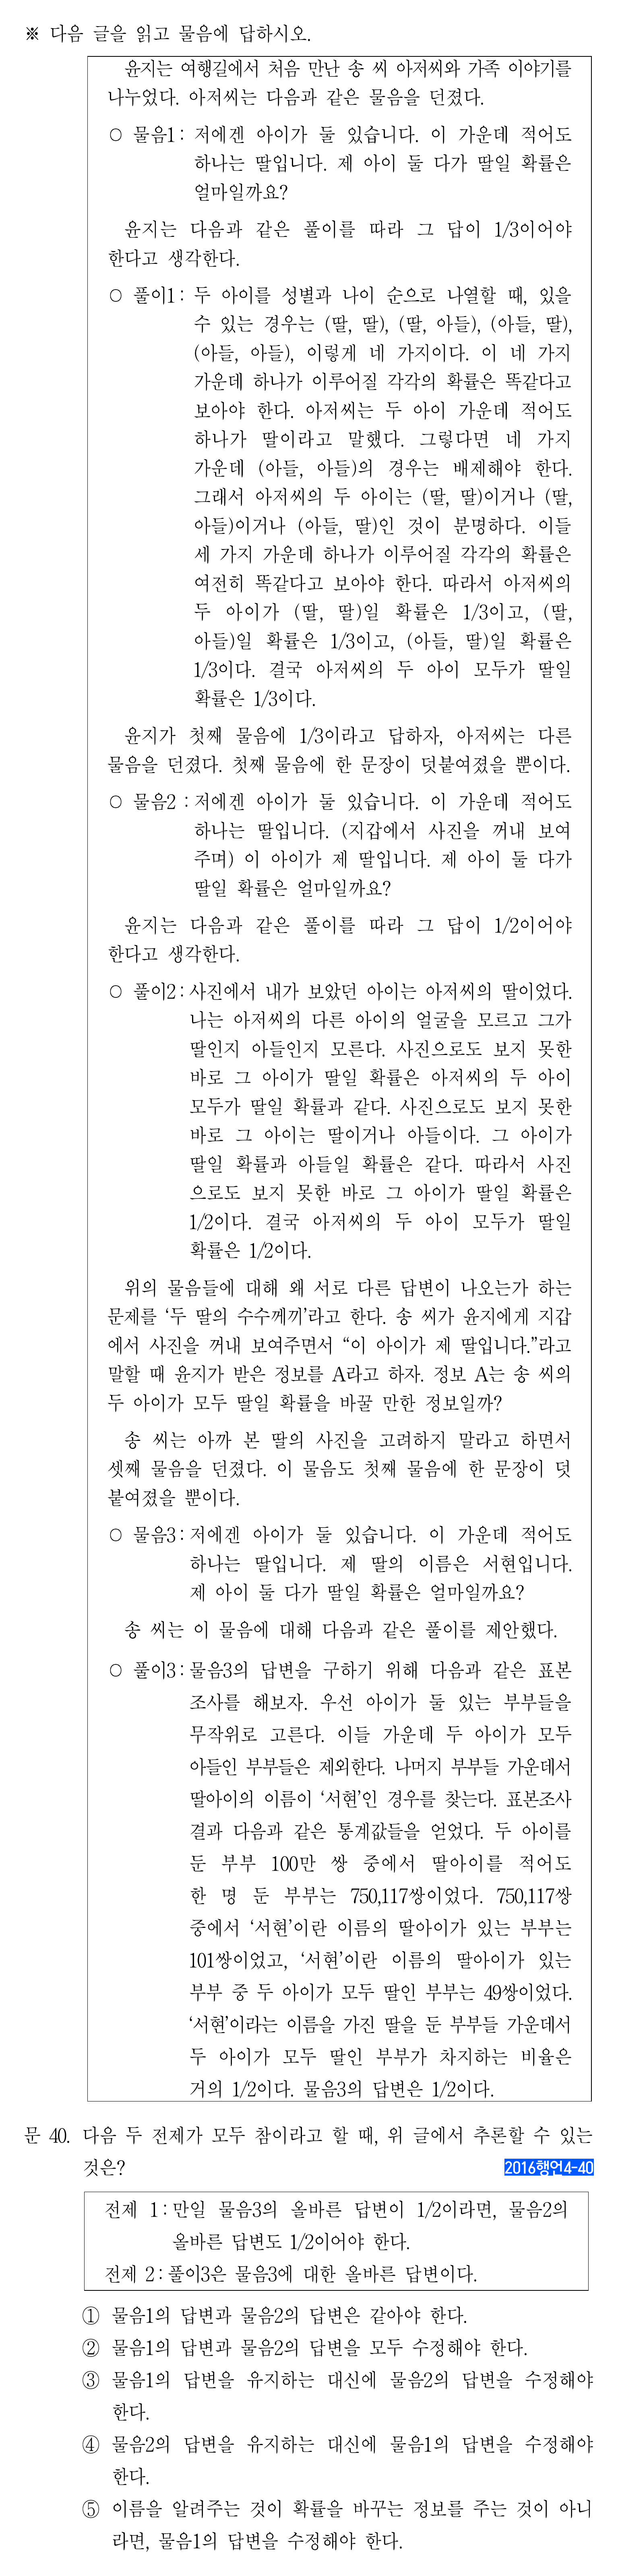 ※ 다음 글을 읽고 물음에 답하시오.
윤지는 여행길에서 처음 만난 송 씨 아저씨와 가족 이야기를
나누었다. 아저씨는 다음과 같은 물음을 던졌다.
○ 물음1 : 저에겐 아이가 둘 있습니다. 이 가운데 적어도
하나는 딸입니다. 제 아이 둘 다가 딸일 확률은
얼마일까요?
윤지는 다음과 같은 풀이를 따라 그 답이 1/3이어야
한다고 생각한다.
○ 풀이1 : 두 아이를 성별과 나이 순으로 나열할 때, 있을
수 있는 경우는 (딸, 딸), (딸, 아들), (아들, 딸),
(아들, 아들), 이렇게 네 가지이다. 이 네 가지
가운데 하나가 이루어질 각각의 확률은 똑같다고
보아야 한다. 아저씨는 두 아이 가운데 적어도
하나가 딸이라고 말했다. 그렇다면 네 가지
가운데 (아들, 아들)의 경우는 배제해야 한다.
그래서 아저씨의 두 아이는 (딸, 딸)이거나 (딸,
아들)이거나 (아들, 딸)인 것이 분명하다. 이들
세 가지 가운데 하나가 이루어질 각각의 확률은
여전히 똑같다고 보아야 한다. 따라서 아저씨의
두 아이가 (딸, 딸)일 확률은 1/3이고, (딸,
아들)일 확률은 1/3이고, (아들, 딸)일 확률은
1/3이다. 결국 아저씨의 두 아이 모두가 딸일
확률은 1/3이다.
윤지가 첫째 물음에 1/3이라고 답하자, 아저씨는 다른
물음을 던졌다. 첫째 물음에 한 문장이 덧붙여졌을 뿐이다.
○ 물음2 : 저에겐 아이가 둘 있습니다. 이 가운데 적어도
하나는 딸입니다. (지갑에서 사진을 꺼내 보여
주며) 이 아이가 제 딸입니다. 제 아이 둘 다가
딸일 확률은 얼마일까요?
윤지는 다음과 같은 풀이를 따라 그 답이 1/2이어야
한다고 생각한다.
○ 풀이2 : 사진에서 내가 보았던 아이는 아저씨의 딸이었다.
나는 아저씨의 다른 아이의 얼굴을 모르고 그가
딸인지 아들인지 모른다. 사진으로도 보지 못한
바로 그 아이가 딸일 확률은 아저씨의 두 아이
모두가 딸일 확률과 같다. 사진으로도 보지 못한
바로 그 아이는 딸이거나 아들이다. 그 아이가
딸일 확률과 아들일 확률은 같다. 따라서 사진
으로도 보지 못한 바로 그 아이가 딸일 확률은
1/2이다. 결국 아저씨의 두 아이 모두가 딸일
확률은 1/2이다.
위의 물음들에 대해 왜 서로 다른 답변이 나오는가 하는
문제를 ‘두 딸의 수수께끼’라고 한다. 송 씨가 윤지에게 지갑
에서 사진을 꺼내 보여주면서 “이 아이가 제 딸입니다.”라고
말할 때 윤지가 받은 정보를 A라고 하자. 정보 A는 송 씨의
두 아이가 모두 딸일 확률을 바꿀 만한 정보일까?
송 씨는 아까 본 딸의 사진을 고려하지 말라고 하면서
셋째 물음을 던졌다. 이 물음도 첫째 물음에 한 문장이 덧
붙여졌을 뿐이다.
○ 물음3 : 저에겐 아이가 둘 있습니다. 이 가운데 적어도
하나는 딸입니다. 제 딸의 이름은 서현입니다.
제 아이 둘 다가 딸일 확률은 얼마일까요?
송 씨는 이 물음에 대해 다음과 같은 풀이를 제안했다.
○ 풀이3 : 물음3의 답변을 구하기 위해 다음과 같은 표본
조사를 해보자. 우선 아이가 둘 있는 부부들을
무작위로 고른다. 이들 가운데 두 아이가 모두
아들인 부부들은 제외한다. 나머지 부부들 가운데서
딸아이의 이름이 ‘서현’인 경우를 찾는다. 표본조사
결과 다음과 같은 통계값들을 얻었다. 두 아이를
둔 부부 100만 쌍 중에서 딸아이를 적어도
한 명 둔 부부는 750,117쌍이었다. 750,117쌍
중에서 ‘서현’이란 이름의 딸아이가 있는 부부는
101쌍이었고, ‘서현’이란 이름의 딸아이가 있는
부부 중 두 아이가 모두 딸인 부부는 49쌍이었다.
‘서현’이라는 이름을 가진 딸을 둔 부부들 가운데서
두 아이가 모두 딸인 부부가 차지하는 비율은
거의 1/2이다. 물음3의 답변은 1/2이다.
문 40. 다음 두 전제가 모두 참이라고 할 때, 위 글에서 추론할 수 있는
것은? 2016행언4-40
전제 1 : 만일 물음3의 올바른 답변이 1/2이라면, 물음2의
올바른 답변도 1/2이어야 한다.
전제 2 : 풀이3은 물음3에 대한 올바른 답변이다.
① 물음1의 답변과 물음2의 답변은 같아야 한다.
② 물음1의 답변과 물음2의 답변을 모두 수정해야 한다.
③ 물음1의 답변을 유지하는 대신에 물음2의 답변을 수정해야
한다.
④ 물음2의 답변을 유지하는 대신에 물음1의 답변을 수정해야
한다.
⑤ 이름을 알려주는 것이 확률을 바꾸는 정보를 주는 것이 아니
라면, 물음1의 답변을 수정해야 한다.